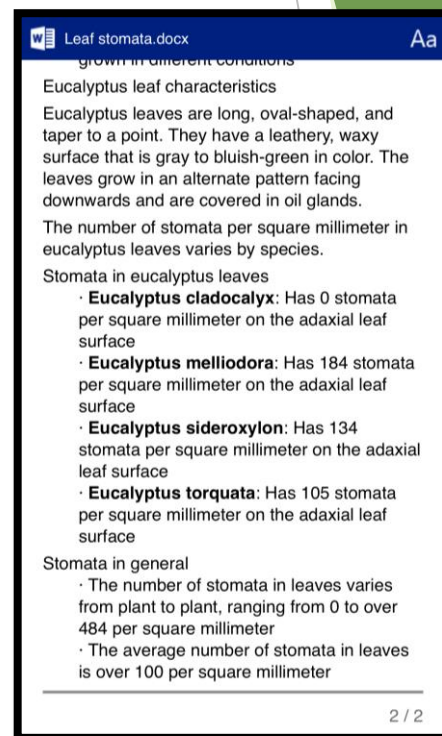 Leaf stomata.docx
Aa
grown in different conditions
Eucalyptus leaf characteristics
Eucalyptus leaves are long, oval-shaped, and
taper to a point. They have a leathery, waxy
surface that is gray to bluish-green in color. The
leaves grow in an alternate pattern facing
downwards and are covered in oil glands.
The number of stomata per square millimeter in
eucalyptus leaves varies by species.
Stomata in eucalyptus leaves
· Eucalyptus cladocalyx: Has 0 stomata
per square millimeter on the adaxial leaf
surface
· Eucalyptus melliodora: Has 184 stomata
per square millimeter on the adaxial leaf
surface
· Eucalyptus sideroxylon: Has 134
stomata per square millimeter on the adaxial
leaf surface
· Eucalyptus torquata: Has 105 stomata
per square millimeter on the adaxial leaf
surface
Stomata in general
· The number of stomata in leaves varies
from plant to plant, ranging from 0 to over
484 per square millimeter
· The average number of stomata in leaves
is over 100 per square millimeter
2 / 2